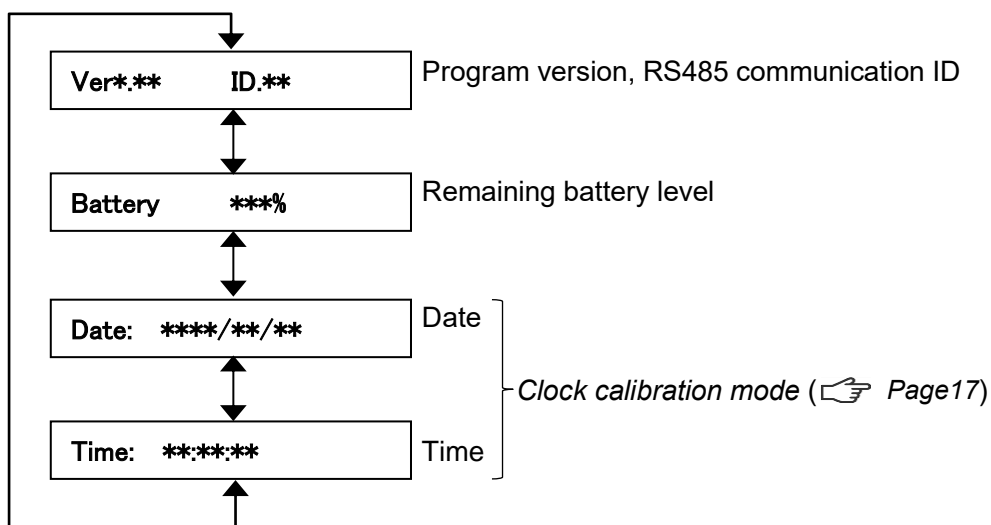 Ver*.** ID.** Program version, RS485 communication ID
Battery ***% Remaining battery level
Date: ****/**/** Date
Clock calibration mode (☞ Page17)
Time: **:**:** Time